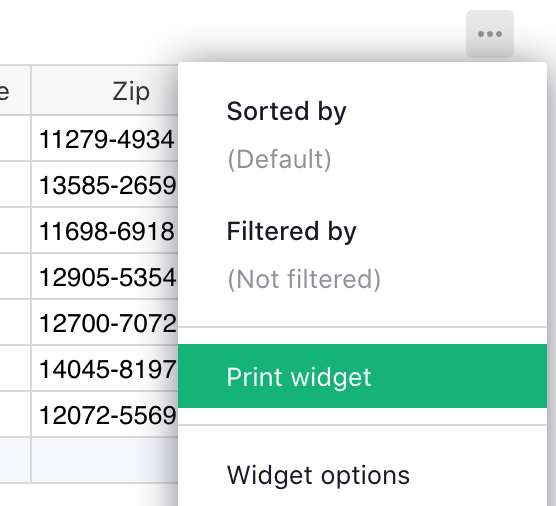 •••
e Zip
Sorted by
11279-4934
(Default)
13585-2659
11698-6918
Filtered by
12905-5354
(Not filtered)
12700-7072
14045-8197
Print widget
12072-5569
Widget options